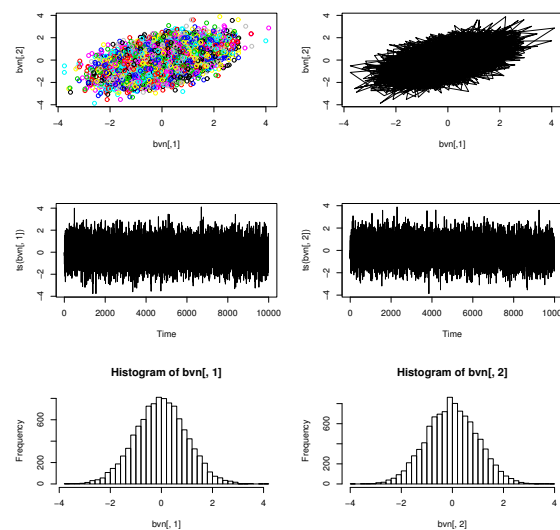 bvn[,2]
4
2
0
−2
−4
−4 −2 0 2 4
bvn[,1]
bvn[,2]
4
2
0
−2
−4
−4 −2 0 2 4
bvn[,1]
ts(bvn[, 1])
4
2
0
−2
−4
0 2000 4000 6000 8000 10000
Time
ts(bvn[, 2])
4
2
0
−2
−4
0 2000 4000 6000 8000 1000
Time
Histogram of bvn[, 1]
Frequency
600
200
0
−4 −2 0 2 4
bvn[, 1]
Histogram of bvn[, 2]
Frequency
600
200
0
−4 −2 0 2 4
bvn[, 2]